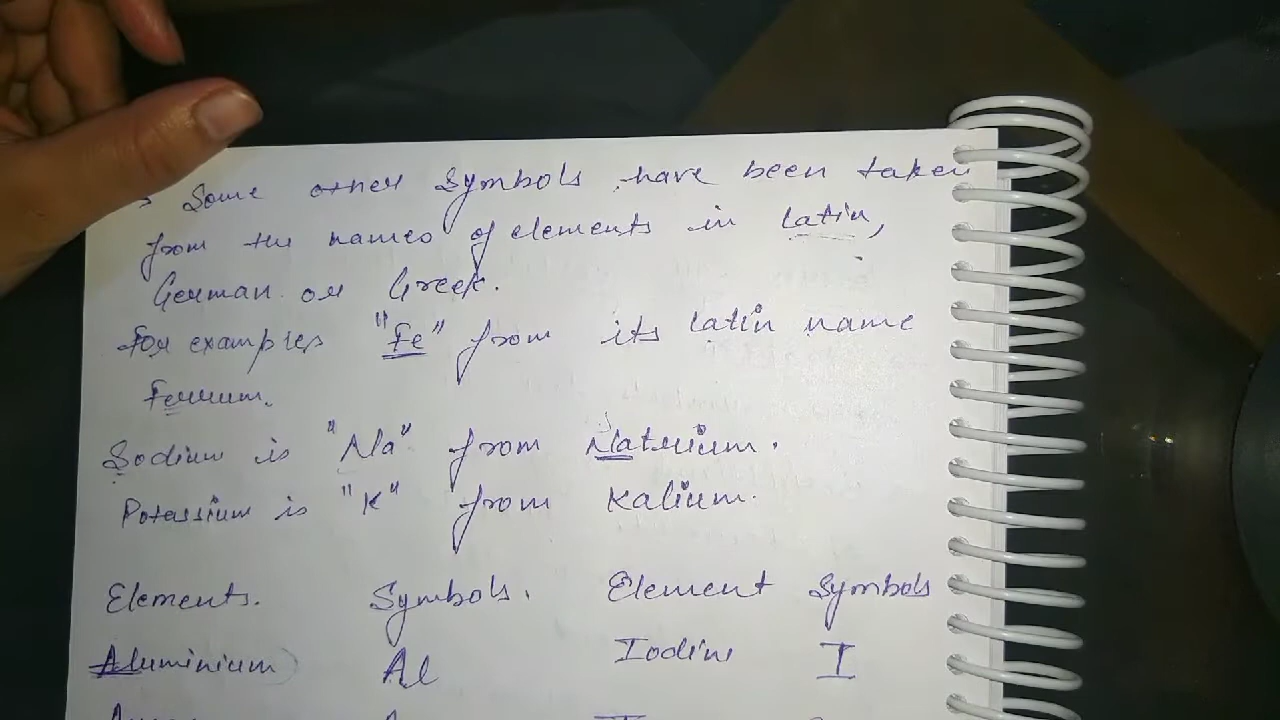 Some other symbols have been taken
from the names of elements in Latin,
German or Greek.
For examples "Fe" from its latin name
Ferrum.
Sodium is "Na" from Naturium.
Potassium is "K" from Kalium.
Elements. Symbols. Element Symbols
Aluminium Al Iodine I